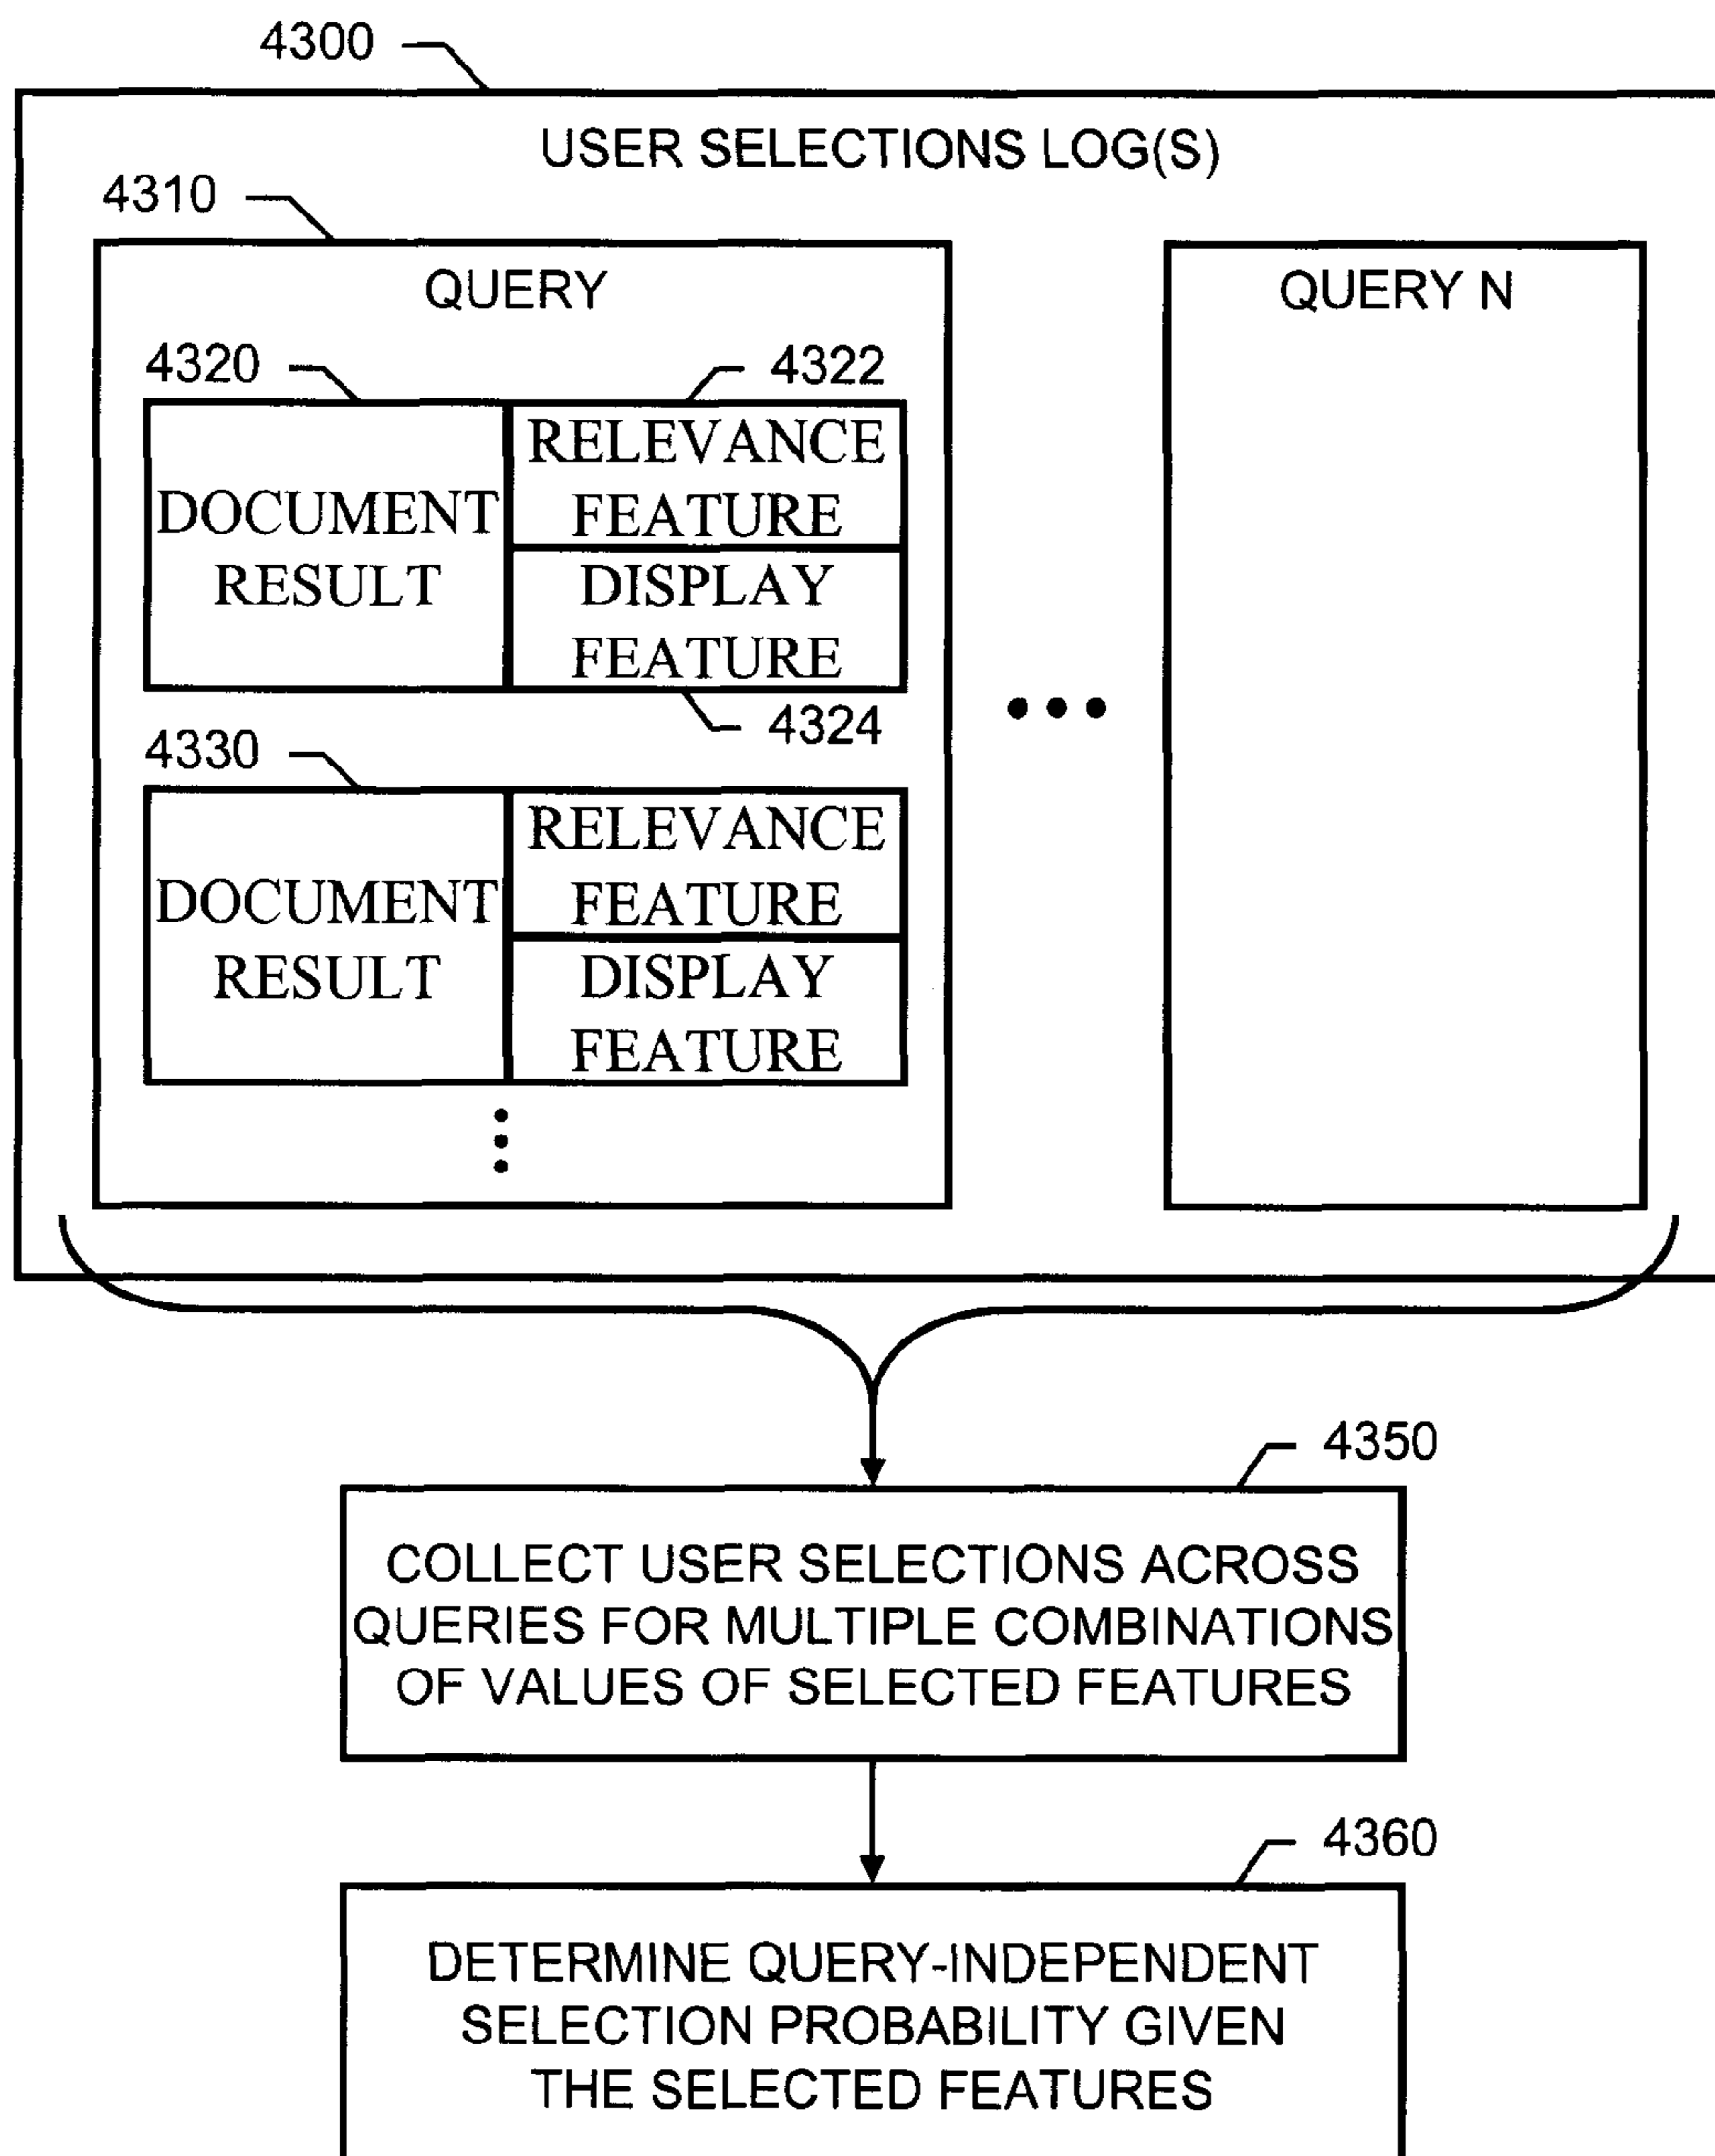 4300
USER SELECTIONS LOG(S)
4310
QUERY
QUERY N
4320
4322
DOCUMENT
RESULT
RELEVANCE
FEATURE
DISPLAY
FEATURE
4324
4330
DOCUMENT
RESULT
RELEVANCE
FEATURE
DISPLAY
FEATURE
4350
COLLECT USER SELECTIONS ACROSS
QUERIES FOR MULTIPLE COMBINATIONS
OF VALUES OF SELECTED FEATURES
4360
DETERMINE QUERY-INDEPENDENT
SELECTION PROBABILITY GIVEN
THE SELECTED FEATURES